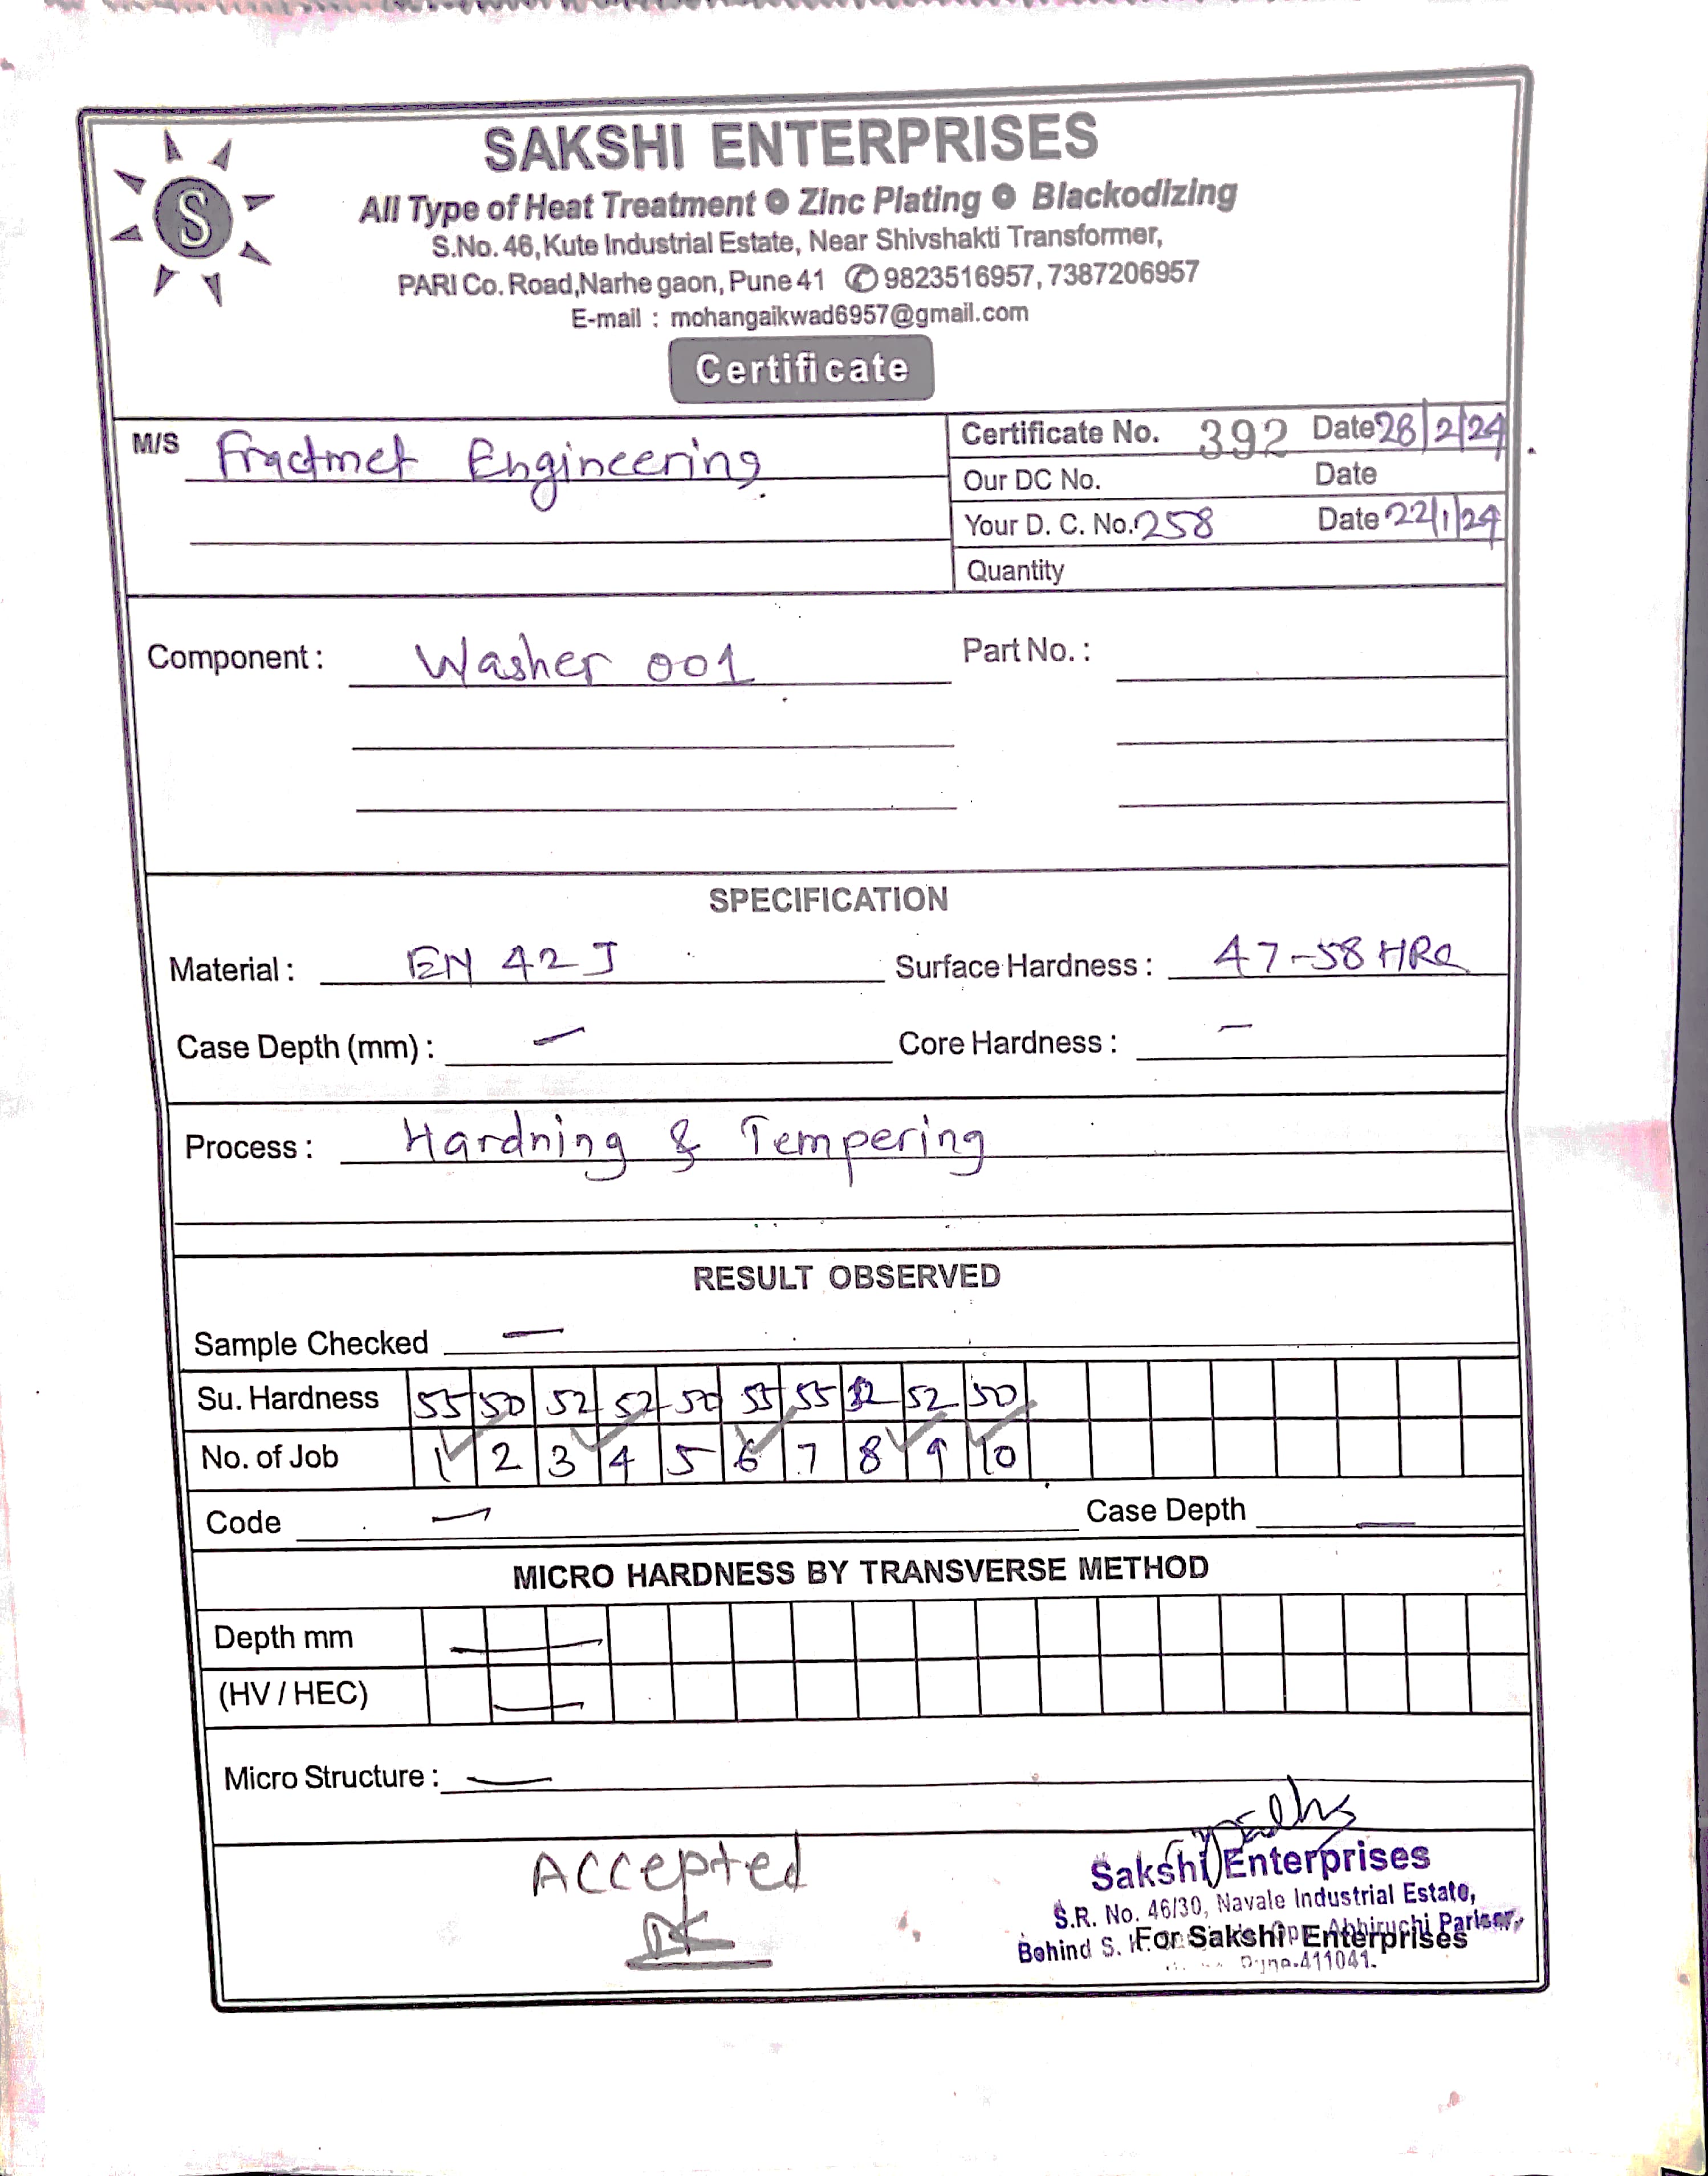 SAKSHI ENTERPRISES
S
All Type of Heat Treatment Zinc Plating Blackodizing
S.No. 46, Kute Industrial Estate, Near Shivshakti Transformer,
PARI Co. Road, Narhe gaon, Pune 41 ✆ 9823516957, 7387206957
E-mail : mohangaikwad6957@gmail.com
Certificate
M/S Fractmet Engineering
Certificate No. 392 Date 28/2/24
Our DC No. Date
Your D. C. No. 258 Date 22/1/24
Quantity
Component : Washer 001 Part No. :
SPECIFICATION
Material : EN 42 J Surface Hardness : 47-58 HRC
Case Depth (mm) : — Core Hardness : —
Process : Hardning & Tempering
RESULT OBSERVED
Sample Checked —
Su. Hardness 55 50 52 52 50 55 55 52 52 50
No. of Job 1 2 3 4 5 6 7 8 9 10
Code — Case Depth —
MICRO HARDNESS BY TRANSVERSE METHOD
Depth mm —
(HV / HEC) —
Micro Structure : —
Accepted
Sakshi Enterprises
S.R. No. 46/30, Navale Industrial Estate,
Behind S. Abhiruchi Parisar,
For Sakshi Enterprises
Pune-411041.